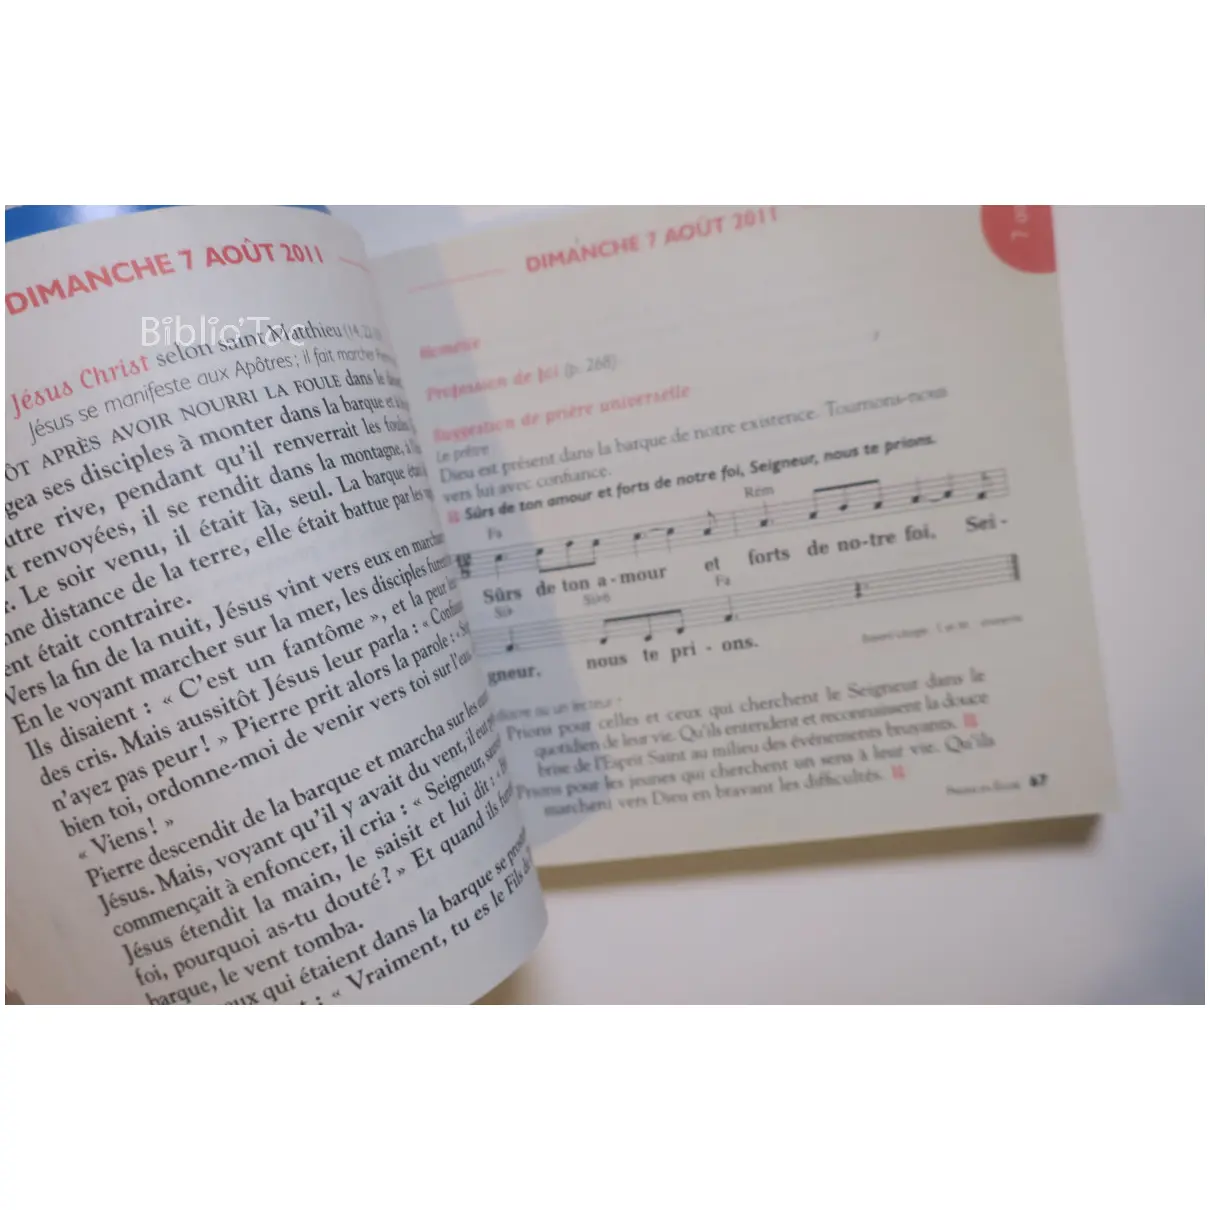 DIMANCHE 7 AOÛT 2011
Biblio'Toc
Jésus Christ selon saint Matthieu (14, 22
Jésus se manifeste aux Apôtres ; il fait marcher
APRÈS AVOIR NOURRI LA FOULE dans le
ses disciples à monter dans la barque et
rive, pendant qu'il renverrait les foules
renvoyées, il se rendit dans la montagne, à
Le soir venu, il était là, seul. La barque était
distance de la terre, elle était battue par les
était contraire.
Vers la fin de la nuit, Jésus vint vers eux en marchant
En le voyant marcher sur la mer, les disciples furent
Ils disaient : « C'est un fantôme », et la peur
des cris. Mais aussitôt Jésus leur parla : «
n'ayez pas peur ! » Pierre prit alors la parole : «
bien toi, ordonne-moi de venir vers toi sur l'eau.
« Viens ! »
Pierre descendit de la barque et marcha sur les
Jésus. Mais, voyant qu'il y avait du vent, il eut
commençait à enfoncer, il cria : « Seigneur,
Jésus étendit la main, le saisit et lui dit : «
foi, pourquoi as-tu douté ? » Et quand ils furent
barque, le vent tomba.
qui étaient dans la barque se
: « Vraiment, tu es le Fils de
DIMANCHE 7 AOÛT 2011
7 a
Homélie
Profession de foi (p. 268)
Suggestion de prière universelle
Le prêtre
Dieu est présent dans la barque de notre existence. Tournons-nous
vers lui avec confiance.
R Sûrs de ton amour et forts de notre foi, Seigneur, nous te prions.
Fa Rém
Sûrs de ton a-mour et forts de no-tre foi, Sei-
Fa
gneur, nous te pri - ons.
ou un lecteur
Prions pour celles et ceux qui cherchent le Seigneur dans le
quotidien de leur vie. Qu'ils entendent et reconnaissent la douce
brise de l'Esprit Saint au milieu des événements bruyants. R
Prions pour les jeunes qui cherchent un sens à leur vie. Qu'ils
marchent vers Dieu en bravant les difficultés. R
67